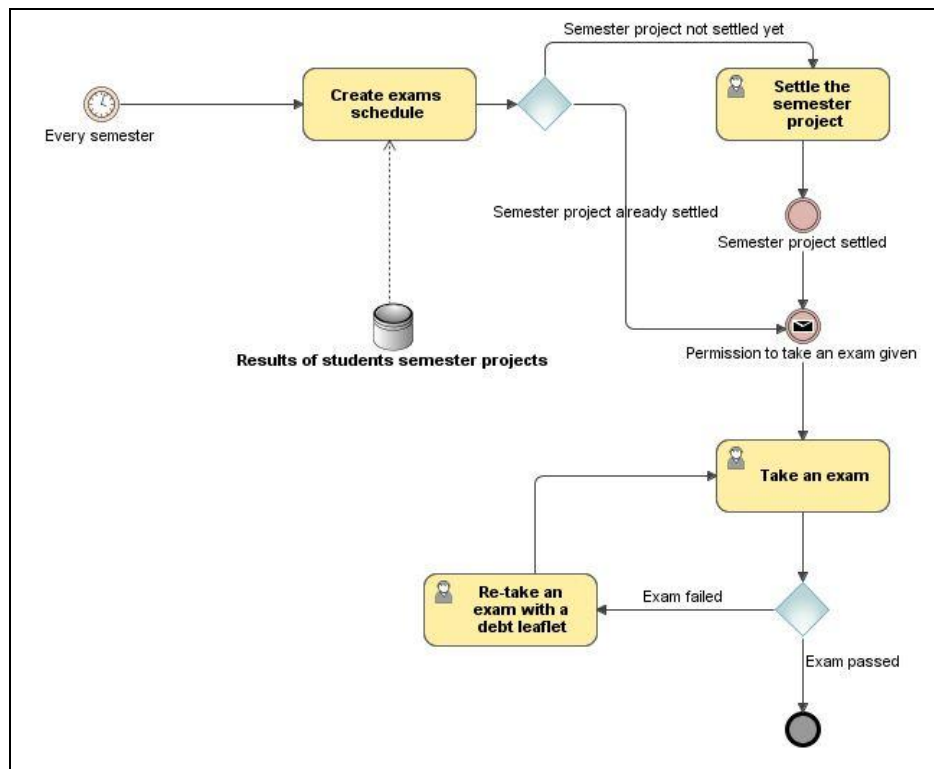 Semester project not settled yet
Create exams
schedule
Settle the
semester
project
Every semester
Semester project already settled
Semester project settled
Results of students semester projects
Permission to take an exam given
Take an exam
Re-take an
exam with a
debt leaflet
Exam failed
Exam passed